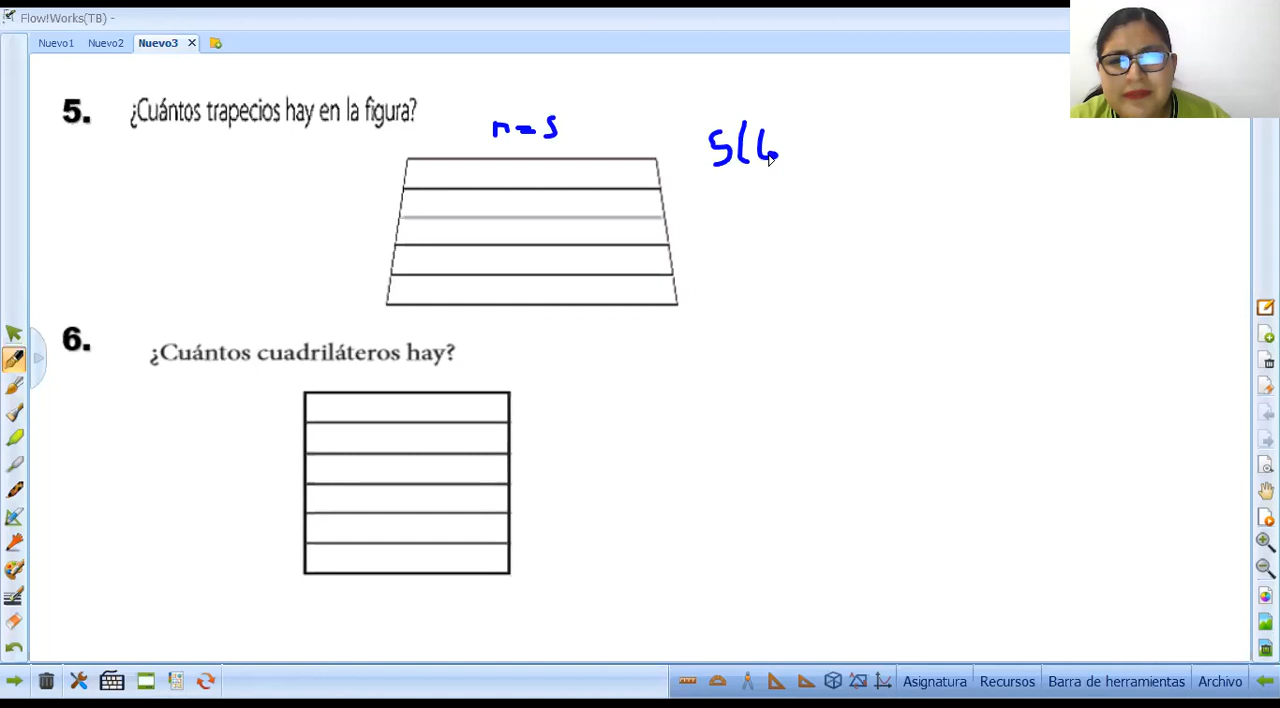 Flow!Works(TB) -
Nuevo1 Nuevo2 Nuevo3
5. ¿Cuántos trapecios hay en la figura?
n = 5
5(6
6. ¿Cuántos cuadriláteros hay?
Asignatura Recursos Barra de herramientas Archivo